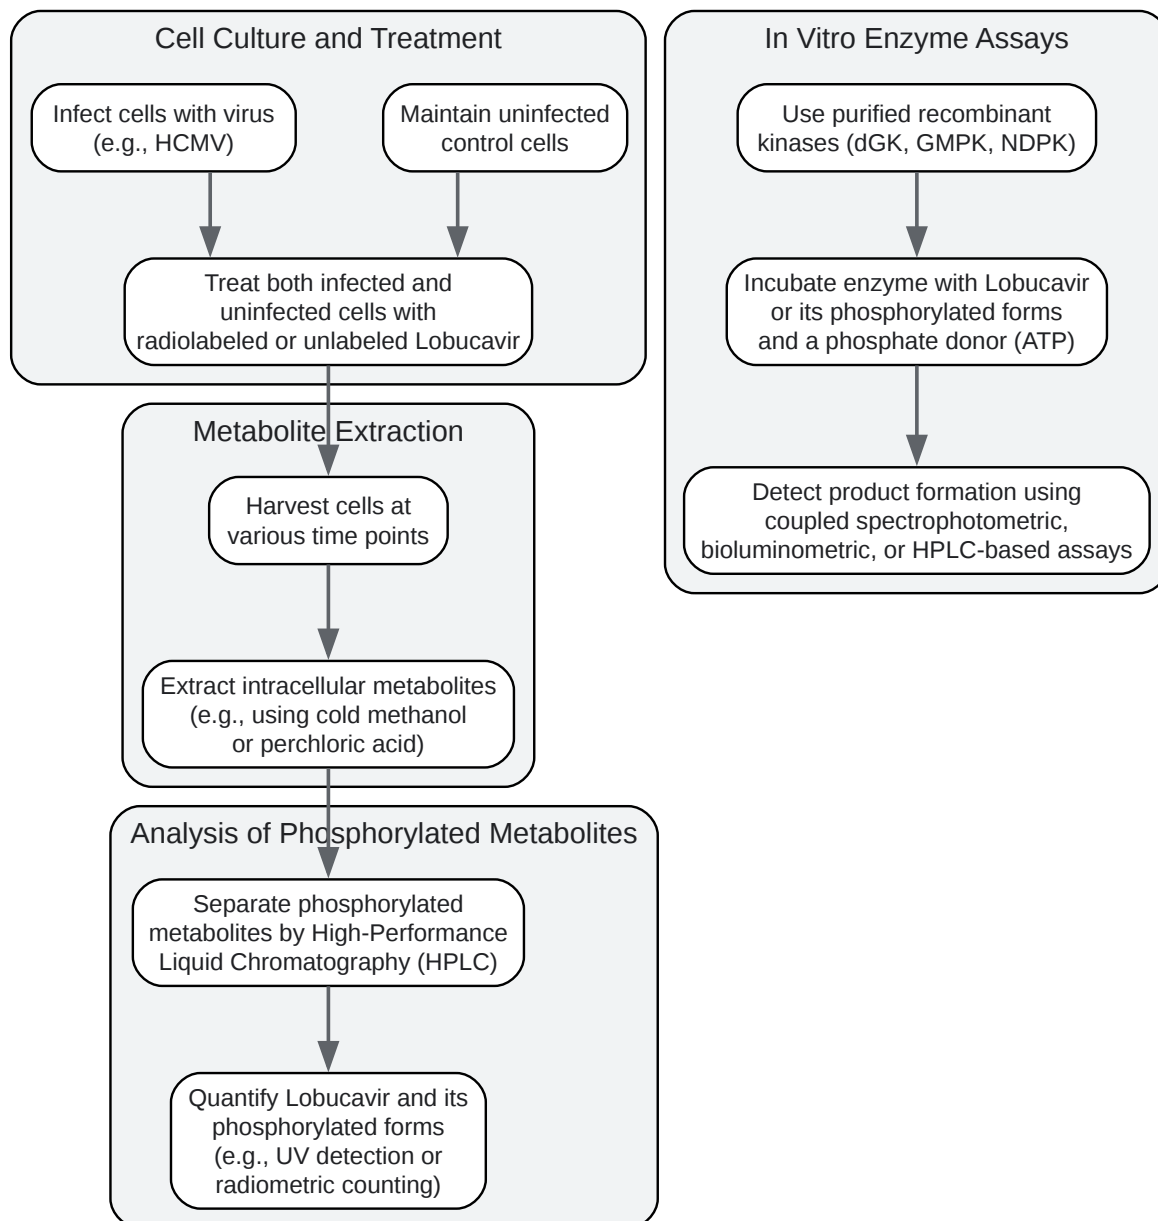 Cell Culture and Treatment
Infect cells with virus
(e.g., HCMV)
Maintain uninfected
control cells
Treat both infected and
uninfected cells with
radiolabeled or unlabeled Lobucavir
Metabolite Extraction
Harvest cells at
various time points
Extract intracellular metabolites
(e.g., using cold methanol
or perchloric acid)
Analysis of Phosphorylated Metabolites
Separate phosphorylated
metabolites by High-Performance
Liquid Chromatography (HPLC)
Quantify Lobucavir and its
phosphorylated forms
(e.g., UV detection or
radiometric counting)
In Vitro Enzyme Assays
Use purified recombinant
kinases (dGK, GMPK, NDPK)
Incubate enzyme with Lobucavir
or its phosphorylated forms
and a phosphate donor (ATP)
Detect product formation using
coupled spectrophotometric,
bioluminometric, or HPLC-based assays